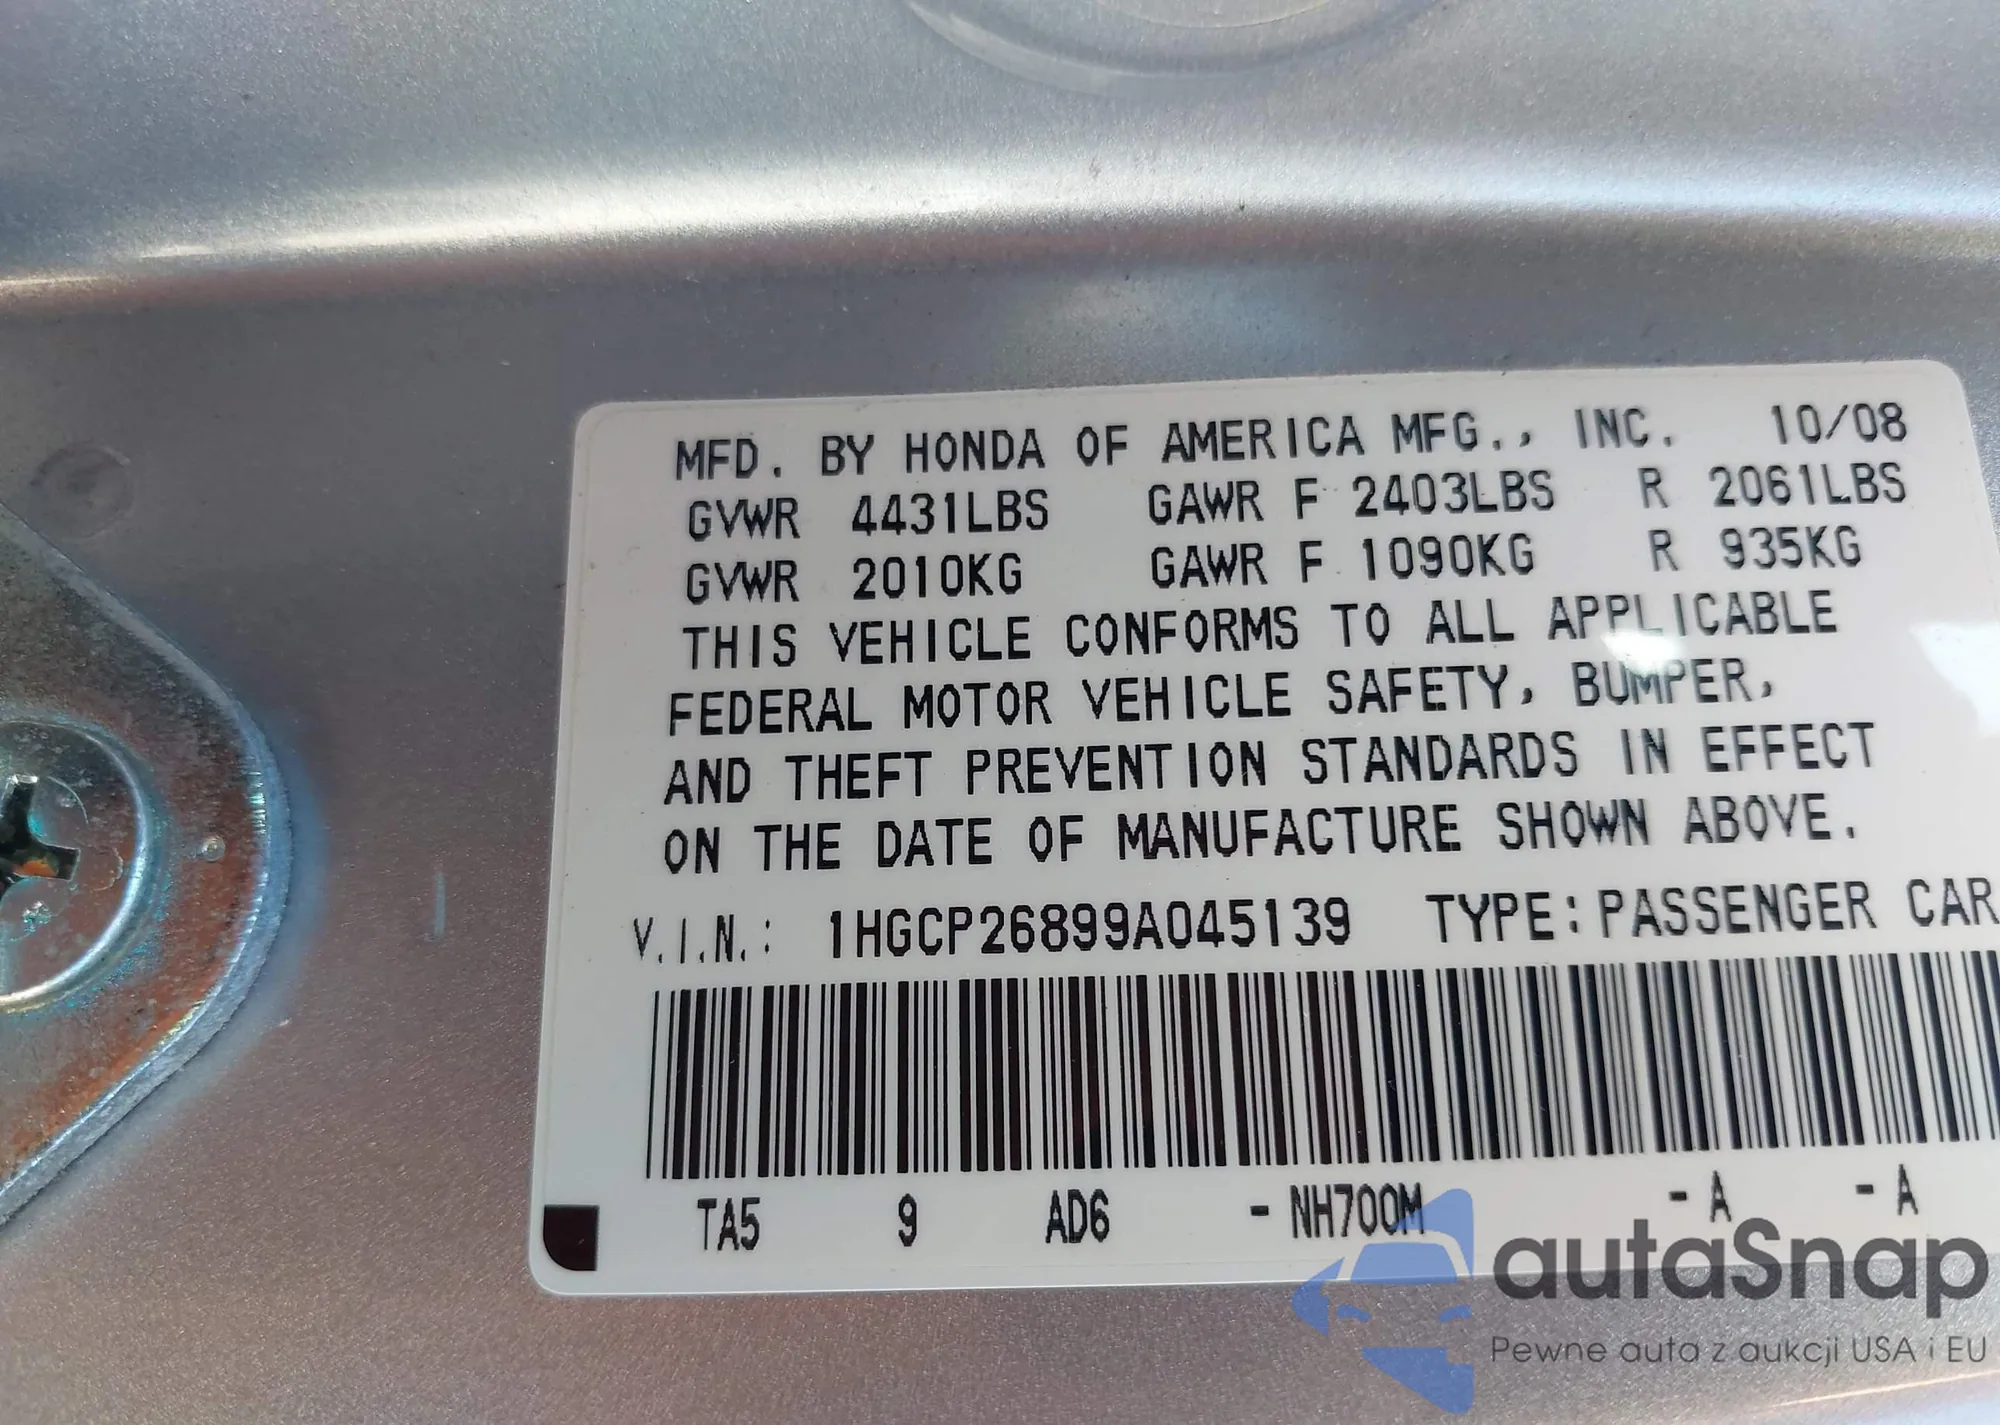 MFD. BY HONDA OF AMERICA MFG., INC. 10/08
GVWR 4431LBS GAWR F 2403LBS R 2061LBS
GVWR 2010KG GAWR F 1090KG R 935KG
THIS VEHICLE CONFORMS TO ALL APPLICABLE
FEDERAL MOTOR VEHICLE SAFETY, BUMPER,
AND THEFT PREVENTION STANDARDS IN EFFECT
ON THE DATE OF MANUFACTURE SHOWN ABOVE.
V.I.N.: 1HGCP26899A045139 TYPE:PASSENGER CAR
TA5 9 AD6 - NH700M - A - A
autaSnap
Pewne auta z aukcji USA i EU